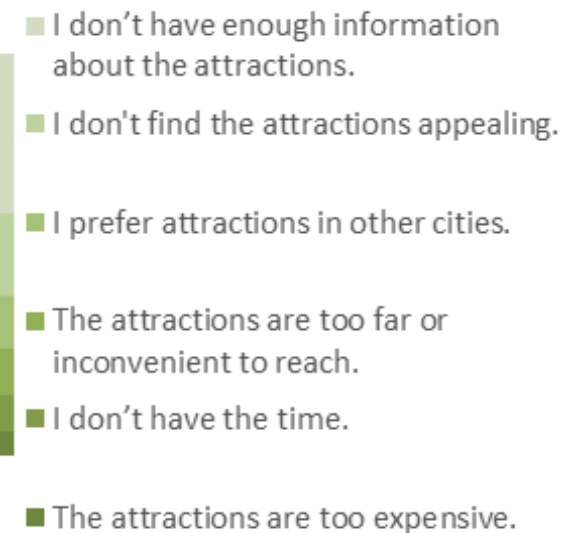 I don’t have enough information
about the attractions.
I don't find the attractions appealing.
I prefer attractions in other cities.
The attractions are too far or
inconvenient to reach.
I don’t have the time.
The attractions are too expensive.